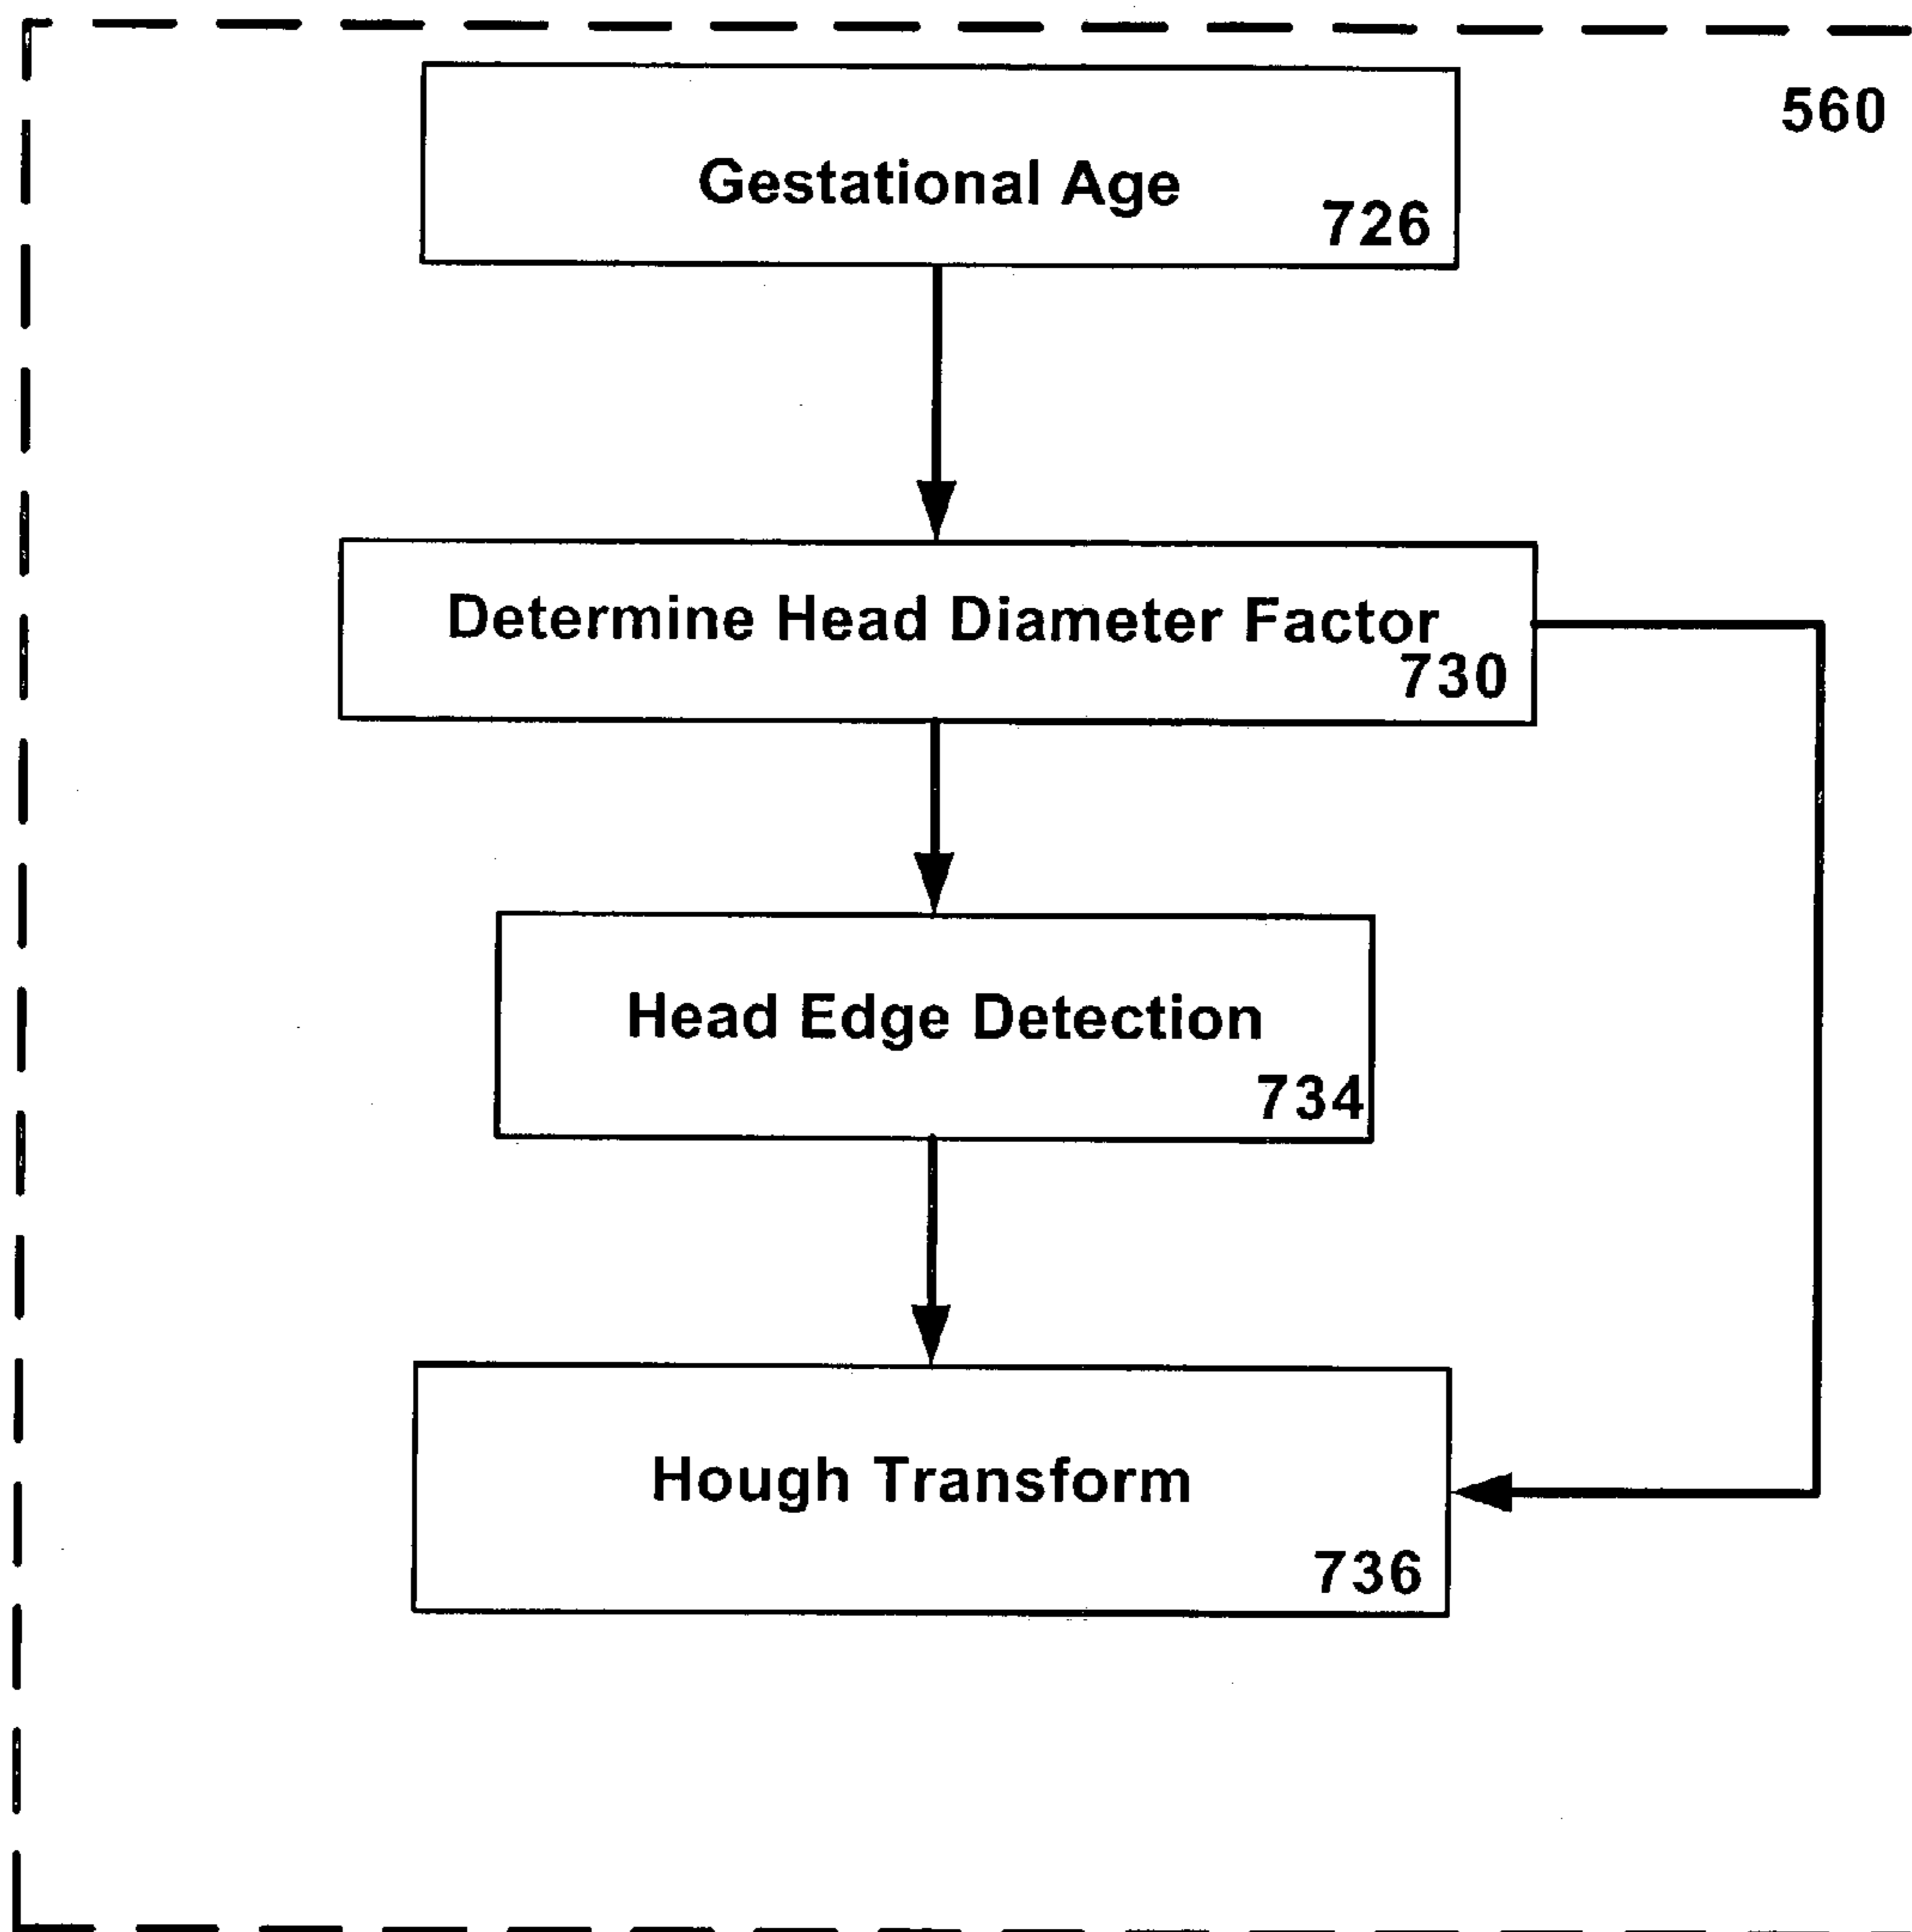 560
Gestational Age
726
Determine Head Diameter Factor
730
Head Edge Detection
734
Hough Transform
736